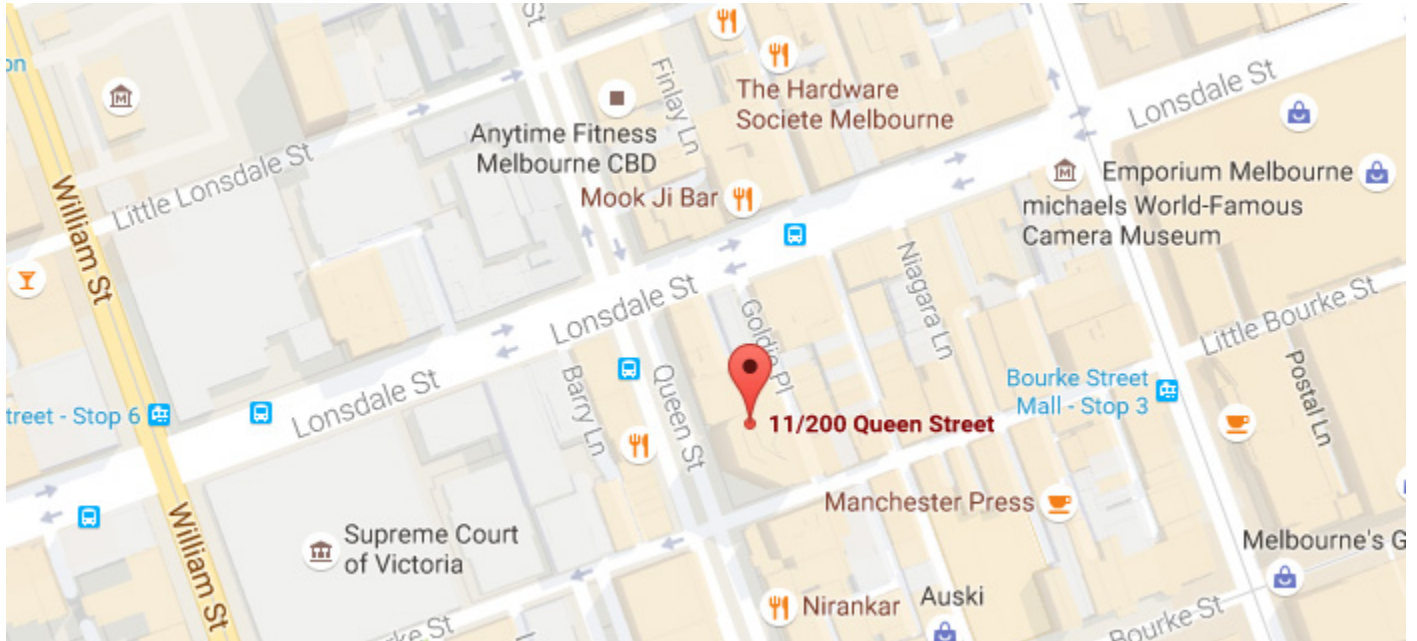 St
on
Finlay Ln
The Hardware
Societe Melbourne
Lonsdale St
Anytime Fitness
Melbourne CBD
Little Lonsdale St
Mook Ji Bar
Emporium Melbourne
michaels World-Famous
Camera Museum
William St
Lonsdale St
Niagara Ln
Goldie Pl
Little Bourke St
Barry Ln
Queen St
Lonsdale St
Bourke Street
Mall - Stop 3
Postal Ln
treet - Stop 6
11/200 Queen Street
Manchester Press
William St
Supreme Court
of Victoria
Melbourne's G
Nirankar
Auski
rke St
Bourke St